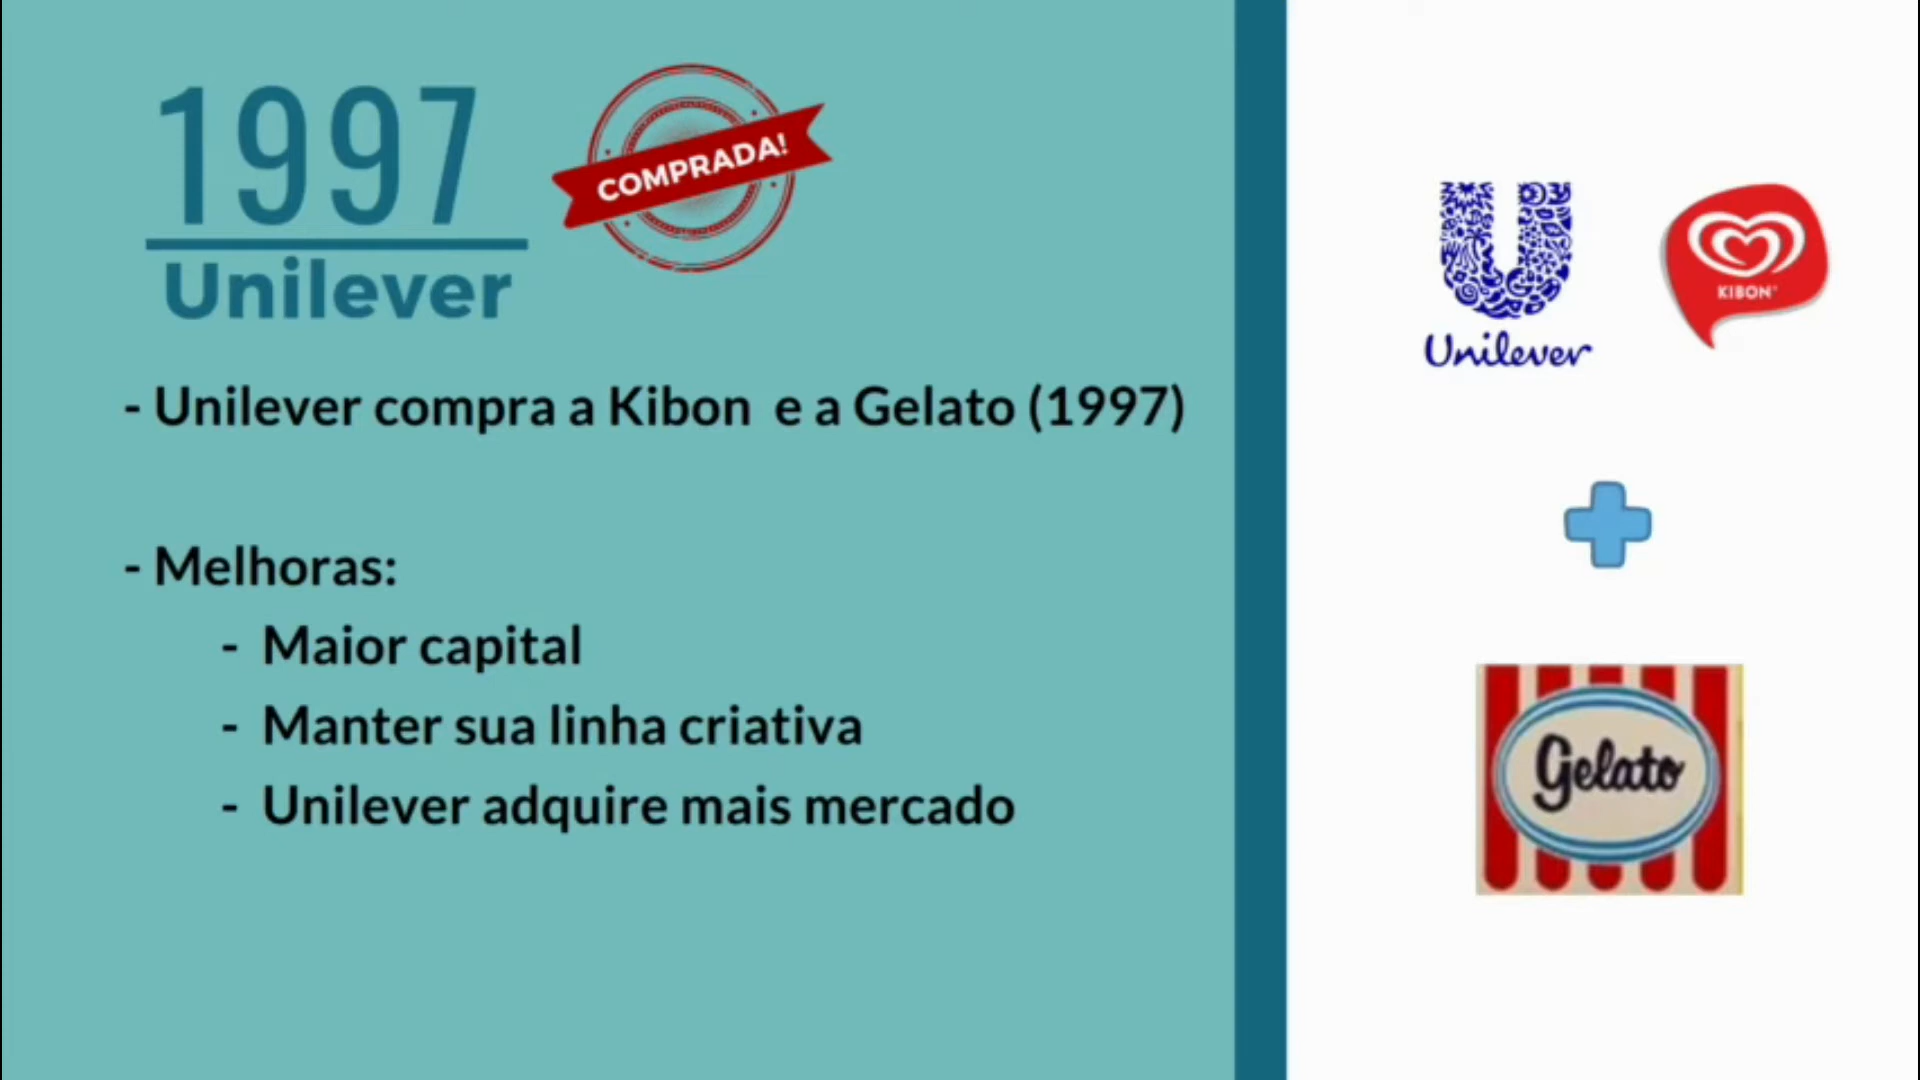 1997
COMPRADA!
Unilever
- Unilever compra a Kibon e a Gelato (1997)
- Melhoras:
- Maior capital
- Manter sua linha criativa
- Unilever adquire mais mercado
Unilever
KIBON®
Gelato